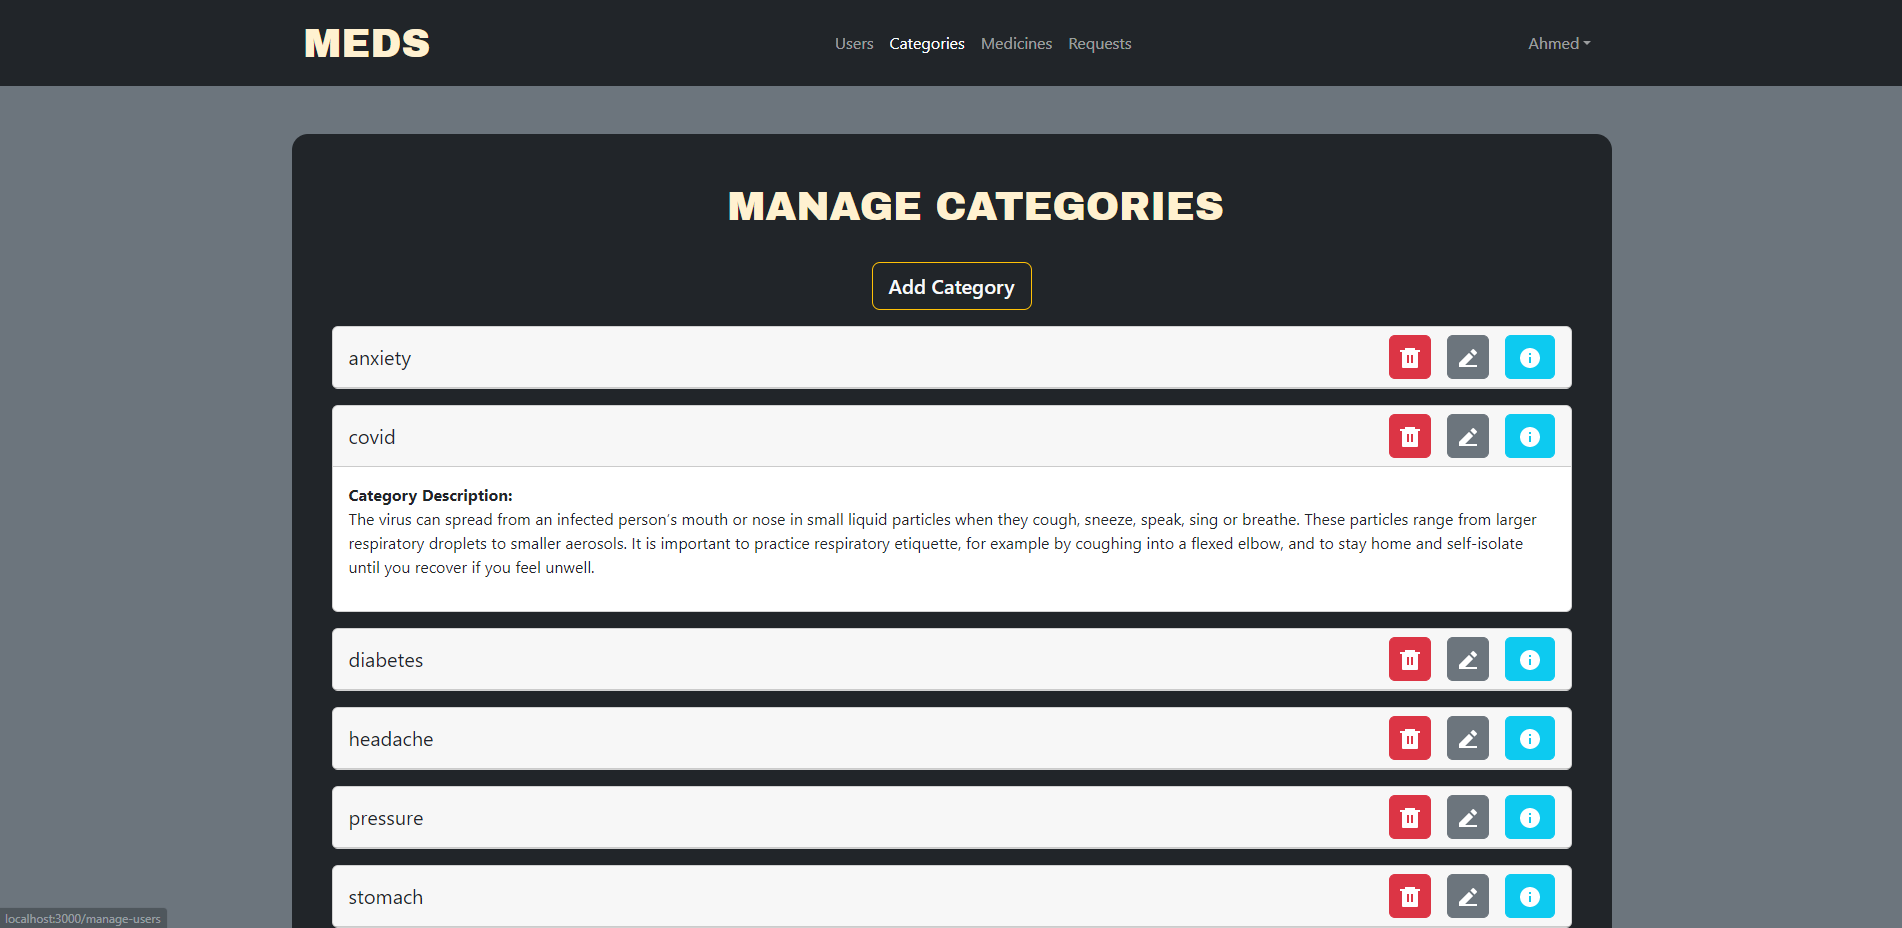 MEDS
Users Categories Medicines Requests
Ahmed
MANAGE CATEGORIES
Add Category
anxiety
covid
Category Description:
The virus can spread from an infected person's mouth or nose in small liquid particles when they cough, sneeze, speak, sing or breathe. These particles range from larger
respiratory droplets to smaller aerosols. It is important to practice respiratory etiquette, for example by coughing into a flexed elbow, and to stay home and self-isolate
until you recover if you feel unwell.
diabetes
headache
pressure
stomach
localhost:3000/manage-users